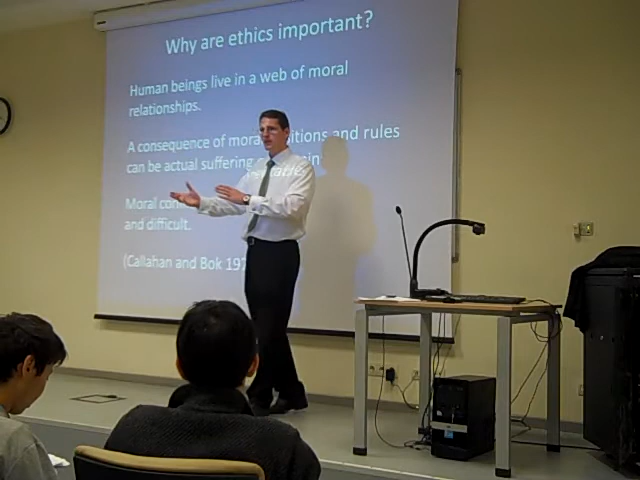 Why are ethics important?
Human beings live in a web of moral
relationships.
A consequence of moral and rules
can be actual suffering
Moral
and difficult.
(Callahan and Bok